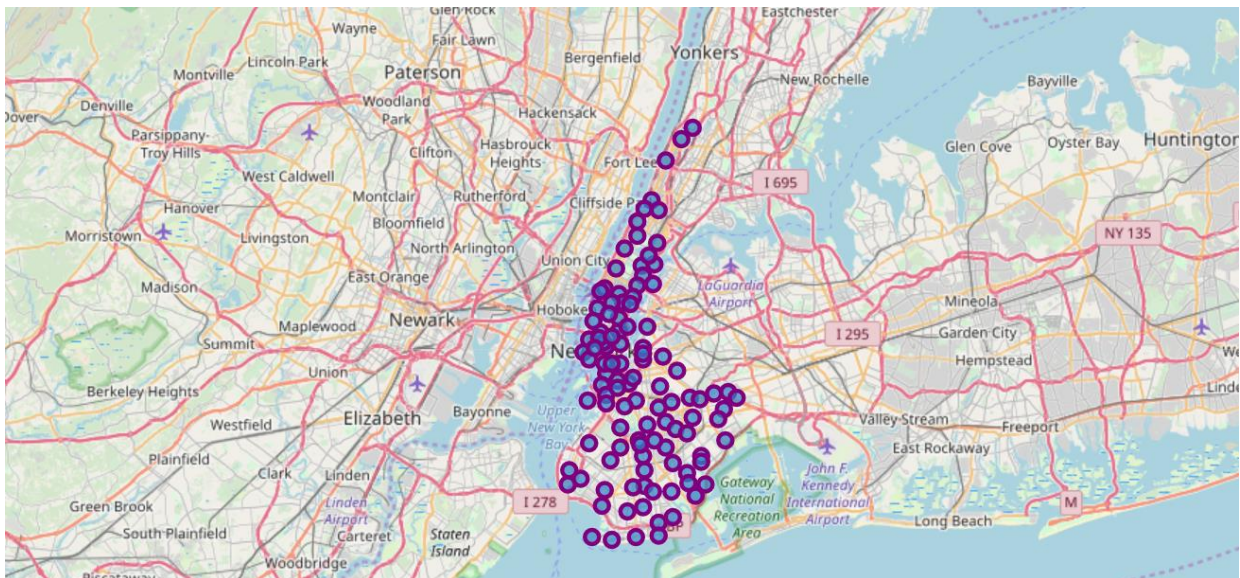 Glen Rock
Eastchester
Wayne
Fair Lawn
Lincoln Park
Bergenfield
Yonkers
Montville
Paterson
New Rochelle
Bayville
Denville
Woodland
Park
Hackensack
Dover
Parsippany-
Troy Hills
Clifton
Hasbrouck
Heights
Fort Lee
Glen Cove
Oyster Bay
Huntington
West Caldwell
I 695
Montclair
Rutherford
Cliffside
Hanover
Bloomfield
Morristown
Livingston
North Arlington
Union City
NY 135
East Orange
LaGuardia
Airport
Madison
Mineola
Newark
Hoboke
Maplewood
I 295
Garden City
Summit
Union
Hempstead
Berkeley Heights
Elizabeth
Bayonne
Upper
New York
Bay
Westfield
Valley Stream
Freeport
East Rockaway
Plainfield
Clark
Linden
John F.
Kennedy
International
Airport
Gateway
National
Recreation
Area
Green Brook
Linden
Airport
I 278
M
South Plainfield
Carteret
Staten
Island
Long Beach
Woodbridge
Piscataway